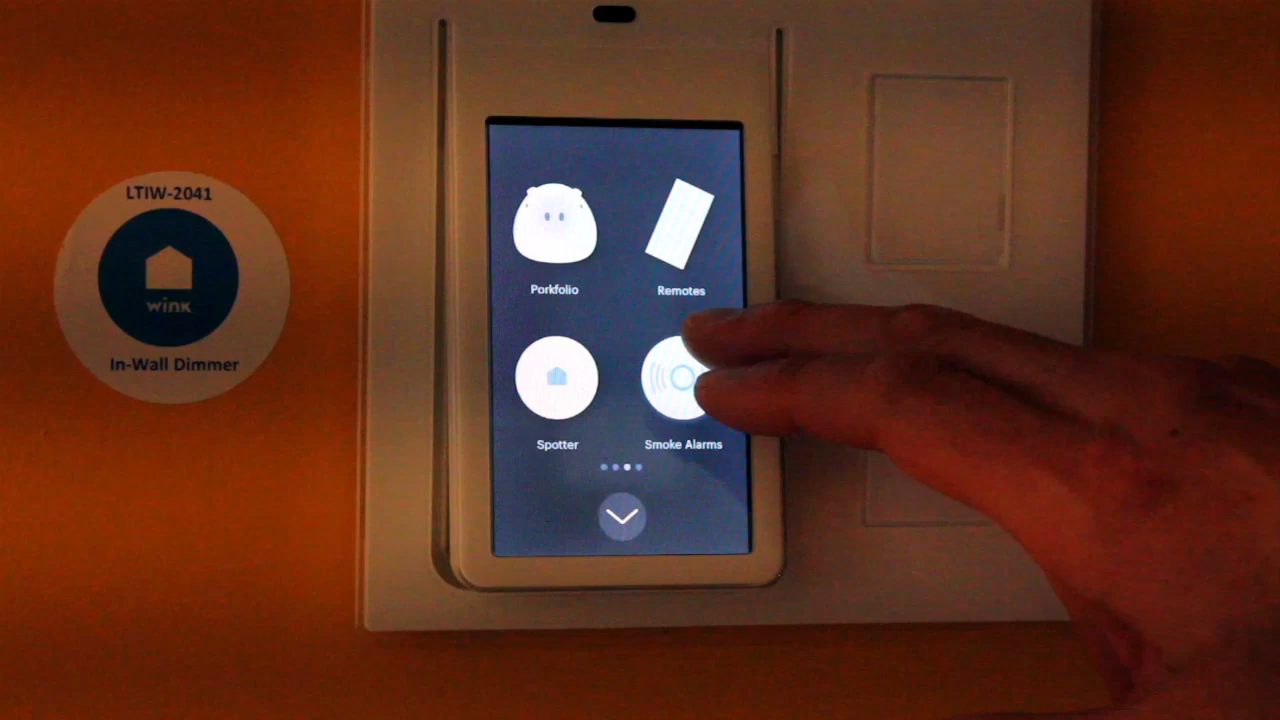 LTIW-2041
wink
In-Wall Dimmer
Porkfolio
Remotes
Spotter
Smoke Alarms